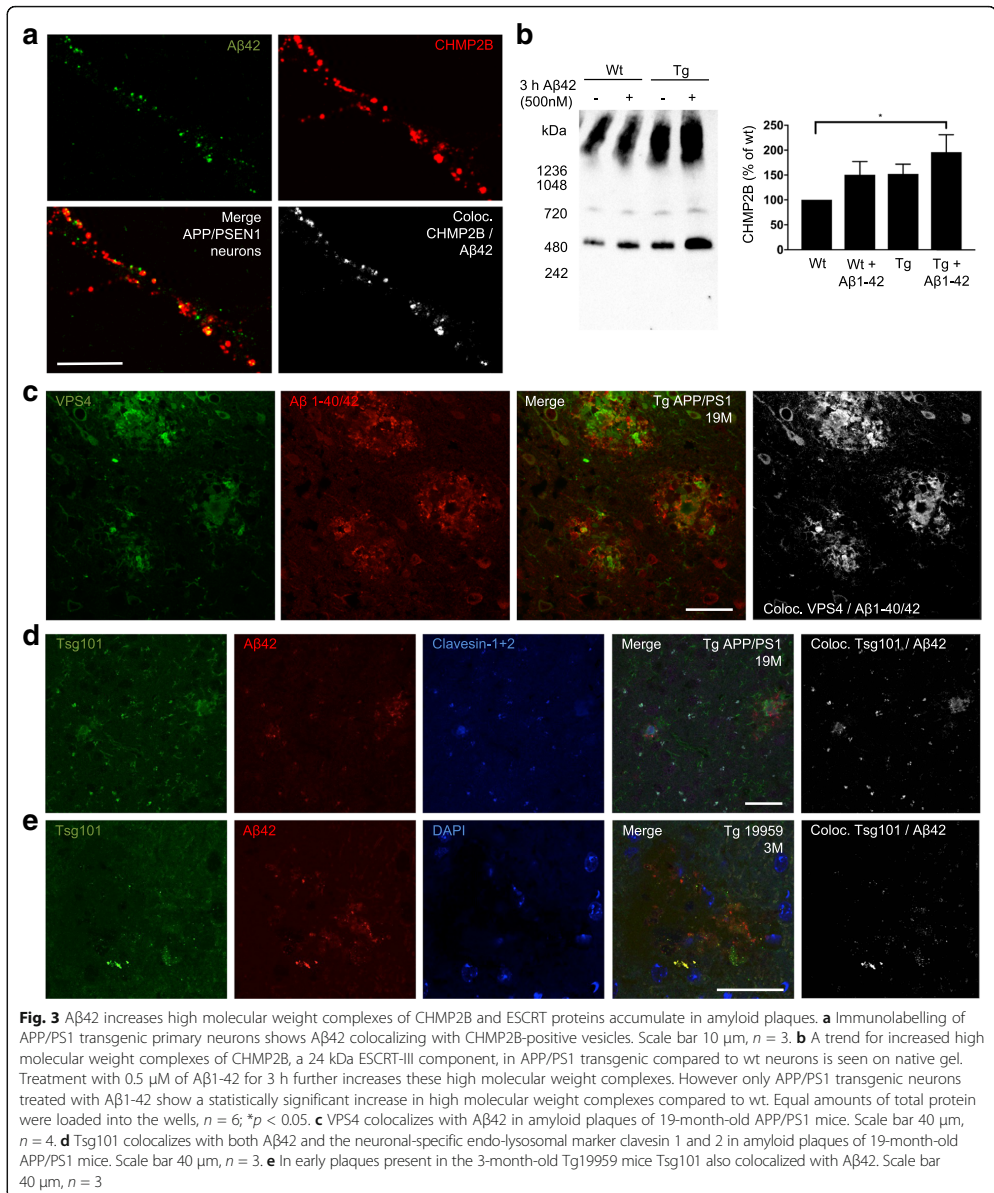 a
Aβ42
CHMP2B
Merge
APP/PSEN1
neurons
Coloc.
CHMP2B /
Aβ42
b
Wt Tg
3 h Aβ42
(500nM)
- + - +
kDa
1236
1048
720
480
242
CHMP2B (% of wt)
250
200
150
100
50
0
*
Wt
Wt +
Aβ1-42
Tg
Tg +
Aβ1-42
c
VPS4
Aβ 1-40/42
Merge Tg APP/PS1
19M
Coloc. VPS4 / Aβ1-40/42
d
Tsg101
Aβ42
Clavesin-1+2
Merge Tg APP/PS1
19M
Coloc. Tsg101 / Aβ42
e
Tsg101
Aβ42
DAPI
Merge Tg 19959
3M
Coloc. Tsg101 / Aβ42
Fig. 3 Aβ42 increases high molecular weight complexes of CHMP2B and ESCRT proteins accumulate in amyloid plaques. a Immunolabelling of
APP/PS1 transgenic primary neurons shows Aβ42 colocalizing with CHMP2B-positive vesicles. Scale bar 10 μm, n = 3. b A trend for increased high
molecular weight complexes of CHMP2B, a 24 kDa ESCRT-III component, in APP/PS1 transgenic compared to wt neurons is seen on native gel.
Treatment with 0.5 μM of Aβ1-42 for 3 h further increases these high molecular weight complexes. However only APP/PS1 transgenic neurons
treated with Aβ1-42 show a statistically significant increase in high molecular weight complexes compared to wt. Equal amounts of total protein
were loaded into the wells, n = 6; *p < 0.05. c VPS4 colocalizes with Aβ42 in amyloid plaques of 19-month-old APP/PS1 mice. Scale bar 40 μm,
n = 4. d Tsg101 colocalizes with both Aβ42 and the neuronal-specific endo-lysosomal marker clavesin 1 and 2 in amyloid plaques of 19-month-old
APP/PS1 mice. Scale bar 40 μm, n = 3. e In early plaques present in the 3-month-old Tg19959 mice Tsg101 also colocalized with Aβ42. Scale bar
40 μm, n = 3